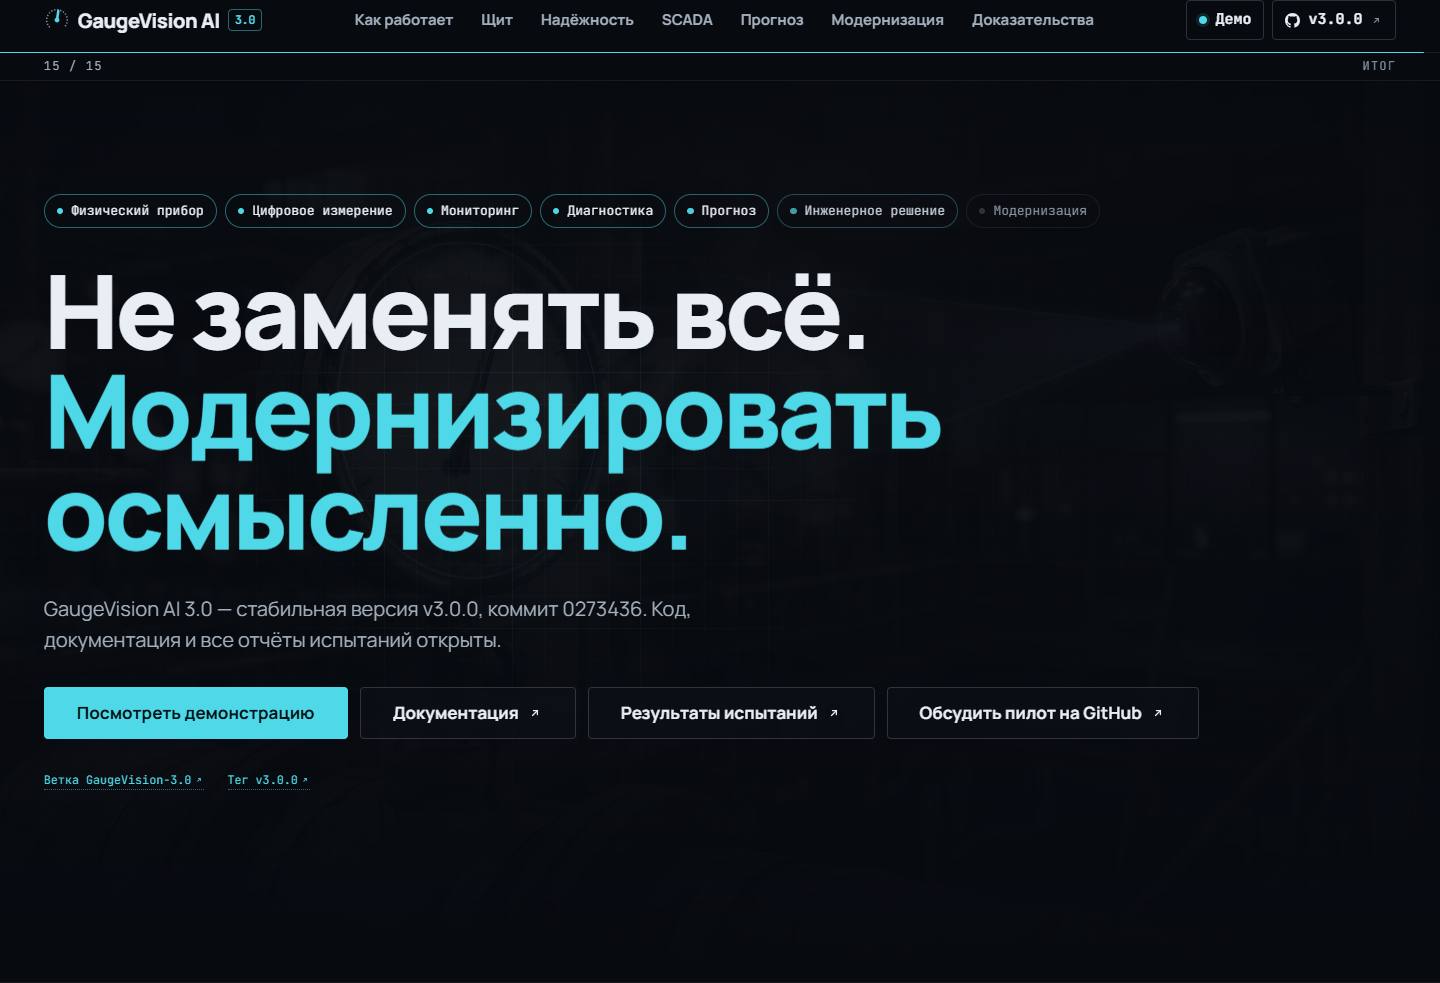 GaugeVision AI 3.0 Как работает Щит Надёжность SCADA Прогноз Модернизация Доказательства Демо v3.0.0 ↗
15 / 15 ИТОГ
Физический прибор Цифровое измерение Мониторинг Диагностика Прогноз Инженерное решение Модернизация
Не заменять всё.
Модернизировать
осмысленно.
GaugeVision AI 3.0 — стабильная версия v3.0.0, коммит 0273436. Код,
документация и все отчёты испытаний открыты.
Посмотреть демонстрацию Документация ↗ Результаты испытаний ↗ Обсудить пилот на GitHub ↗
Ветка GaugeVision-3.0 ↗ Тег v3.0.0 ↗